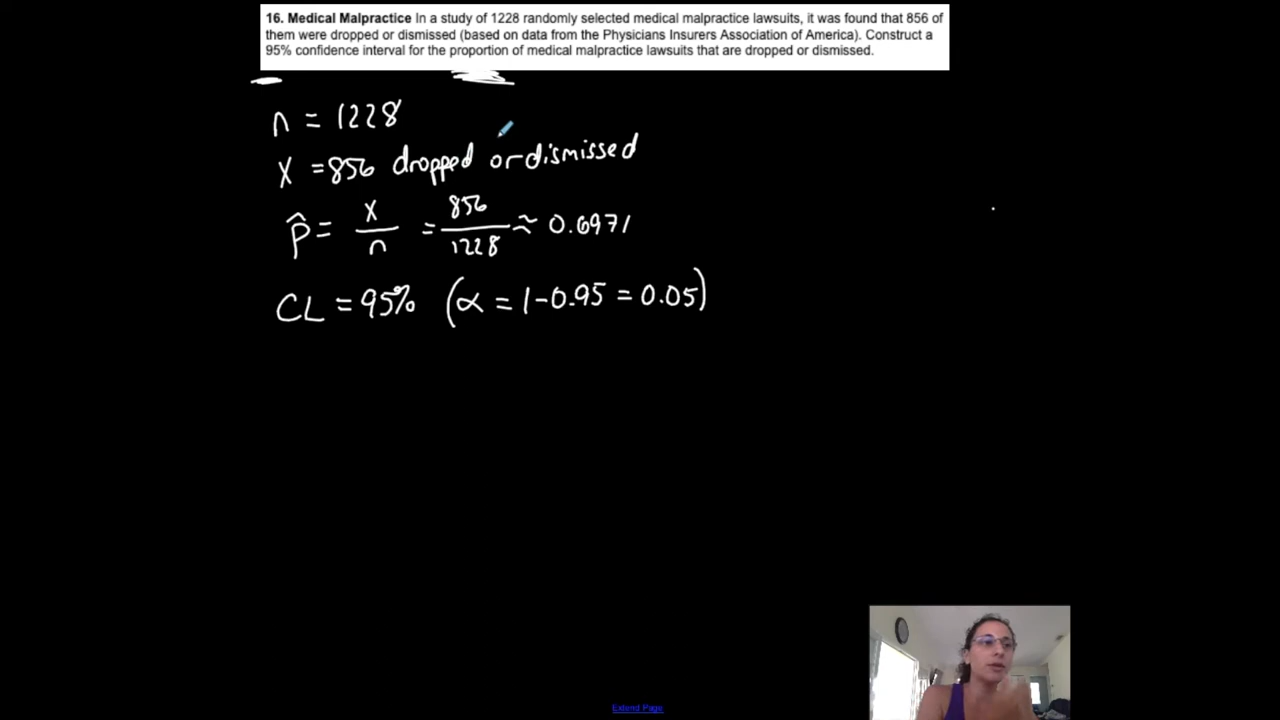 16. Medical Malpractice In a study of 1228 randomly selected medical malpractice lawsuits, it was found that 856 of
them were dropped or dismissed (based on data from the Physicians Insurers Association of America). Construct a
95% confidence interval for the proportion of medical malpractice lawsuits that are dropped or dismissed.
n = 1228
X = 856 dropped or dismissed
p̂ = X/n = 856/1228 ≈ 0.6971
CL = 95% (α = 1-0.95 = 0.05)
Extend Page